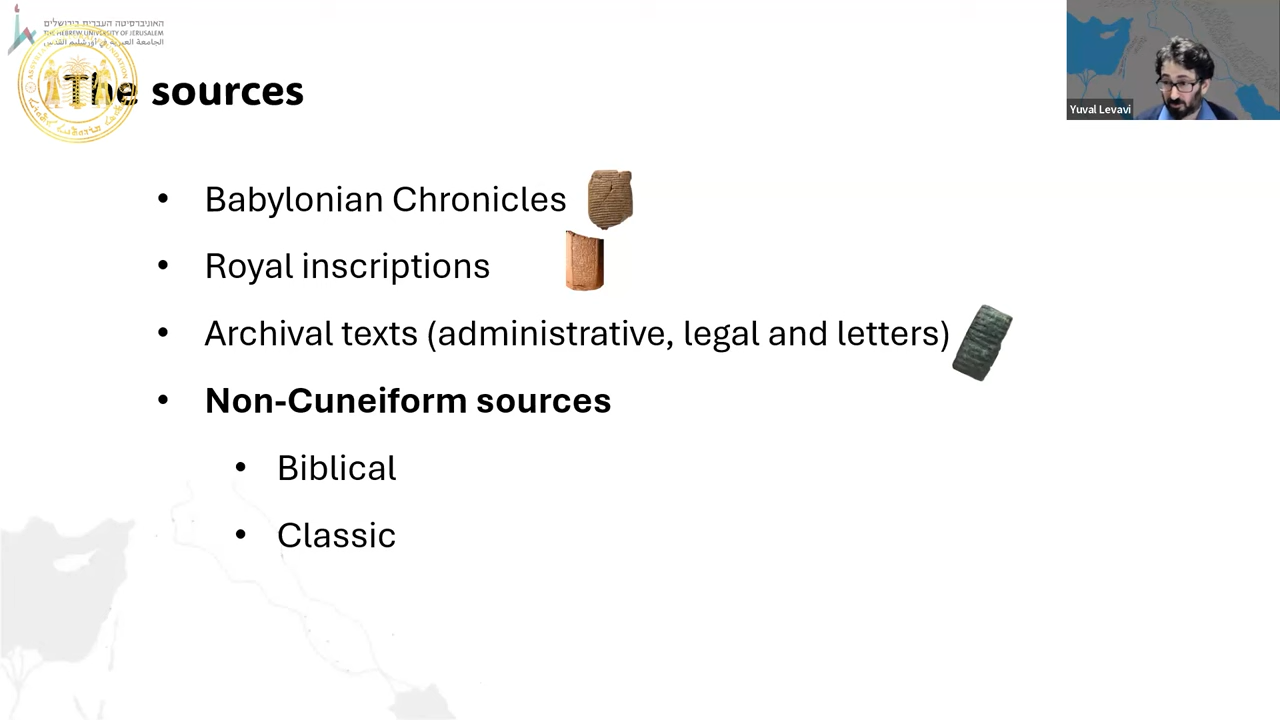 האוניברסיטה העברית בירושלים
THE HEBREW UNIVERSITY OF JERUSALEM
الجامعة العبرية في اورشليم القدس
The sources
Yuval Levavi
• Babylonian Chronicles
• Royal inscriptions
• Archival texts (administrative, legal and letters)
• Non-Cuneiform sources
• Biblical
• Classic